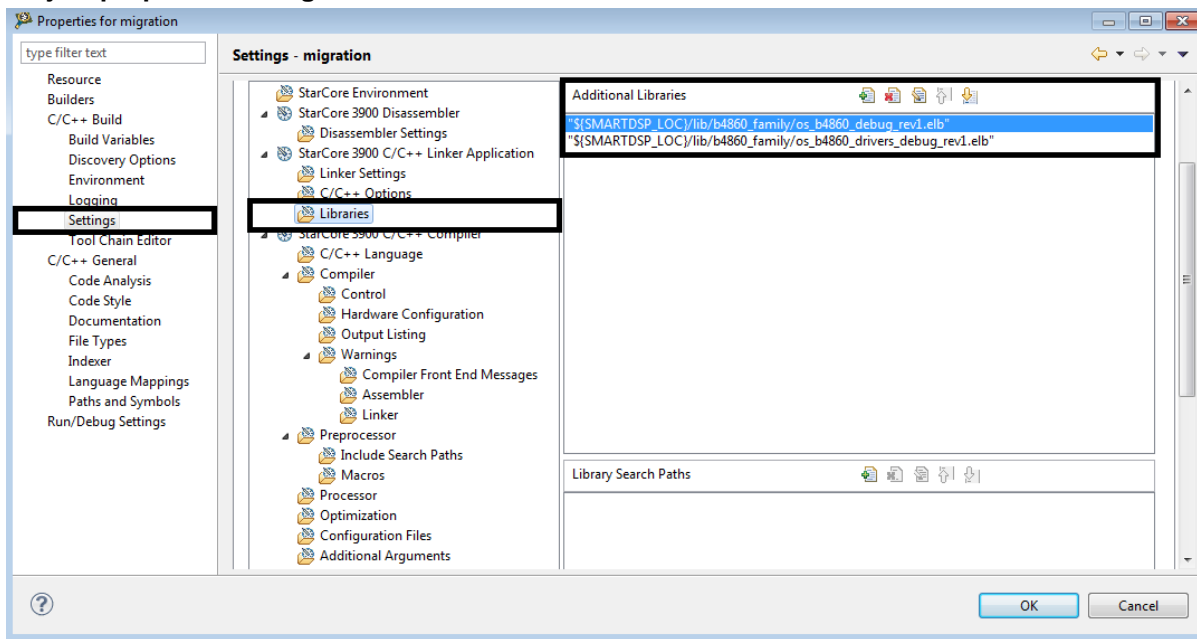 Properties for migration
type filter text
Resource
Builders
C/C++ Build
Build Variables
Discovery Options
Environment
Logging
Settings
Tool Chain Editor
C/C++ General
Code Analysis
Code Style
Documentation
File Types
Indexer
Language Mappings
Paths and Symbols
Run/Debug Settings
Settings - migration
StarCore Environment
StarCore 3900 Disassembler
Disassembler Settings
StarCore 3900 C/C++ Linker Application
Linker Settings
C/C++ Options
Libraries
StarCore 3900 C/C++ Compiler
C/C++ Language
Compiler
Control
Hardware Configuration
Output Listing
Warnings
Compiler Front End Messages
Assembler
Linker
Preprocessor
Include Search Paths
Macros
Processor
Optimization
Configuration Files
Additional Arguments
Additional Libraries
"${SMARTDSP_LOC}/lib/b4860_family/os_b4860_debug_rev1.elb"
"${SMARTDSP_LOC}/lib/b4860_family/os_b4860_drivers_debug_rev1.elb"
Library Search Paths
OK
Cancel